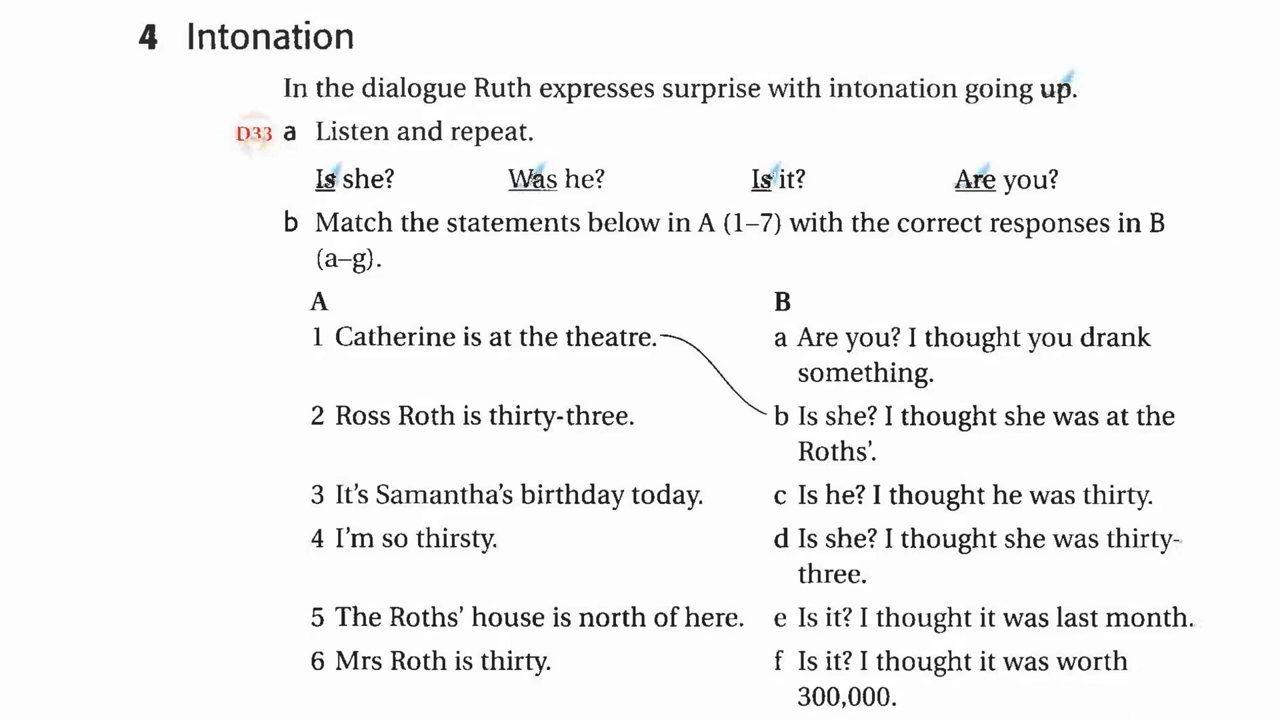 4 Intonation
In the dialogue Ruth expresses surprise with intonation going up.
D33 a Listen and repeat.
Is she? Was he? Is it? Are you?
b Match the statements below in A (1–7) with the correct responses in B
(a–g).
A B
1 Catherine is at the theatre. a Are you? I thought you drank
something.
2 Ross Roth is thirty-three. b Is she? I thought she was at the
Roths’.
3 It’s Samantha’s birthday today. c Is he? I thought he was thirty.
4 I’m so thirsty. d Is she? I thought she was thirty-
three.
5 The Roths’ house is north of here. e Is it? I thought it was last month.
6 Mrs Roth is thirty. f Is it? I thought it was worth
300,000.